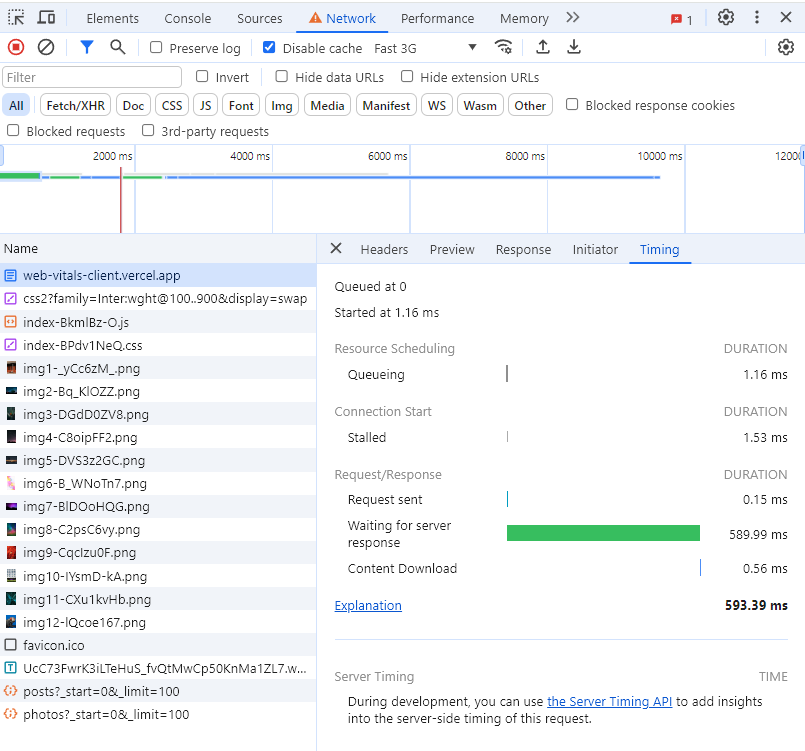 Elements Console Sources Network Performance Memory 1
Preserve log Disable cache Fast 3G
Filter Invert Hide data URLs Hide extension URLs
All Fetch/XHR Doc CSS JS Font Img Media Manifest WS Wasm Other Blocked response cookies
Blocked requests 3rd-party requests
2000 ms 4000 ms 6000 ms 8000 ms 10000 ms 12000
Name
web-vitals-client.vercel.app
css2?family=Inter:wght@100..900&display=swap
index-BkmlBz-O.js
index-BPdv1NeQ.css
img1-_yCc6zM_.png
img2-Bq_KlOZZ.png
img3-DGdD0ZV8.png
img4-C8oipFF2.png
img5-DVS3z2GC.png
img6-B_WNoTn7.png
img7-BlDOoHQG.png
img8-C2psC6vy.png
img9-CqcIzu0F.png
img10-IYsmD-kA.png
img11-CXu1kvHb.png
img12-lQcoe167.png
favicon.ico
UcC73FwrK3iLTeHuS_fvQtMwCp50KnMa1ZL7.w...
posts?_start=0&_limit=100
photos?_start=0&_limit=100
Headers Preview Response Initiator Timing
Queued at 0
Started at 1.16 ms
Resource Scheduling DURATION
Queueing 1.16 ms
Connection Start DURATION
Stalled 1.53 ms
Request/Response DURATION
Request sent 0.15 ms
Waiting for server
response 589.99 ms
Content Download 0.56 ms
Explanation 593.39 ms
Server Timing TIME
During development, you can use the Server Timing API to add insights
into the server-side timing of this request.